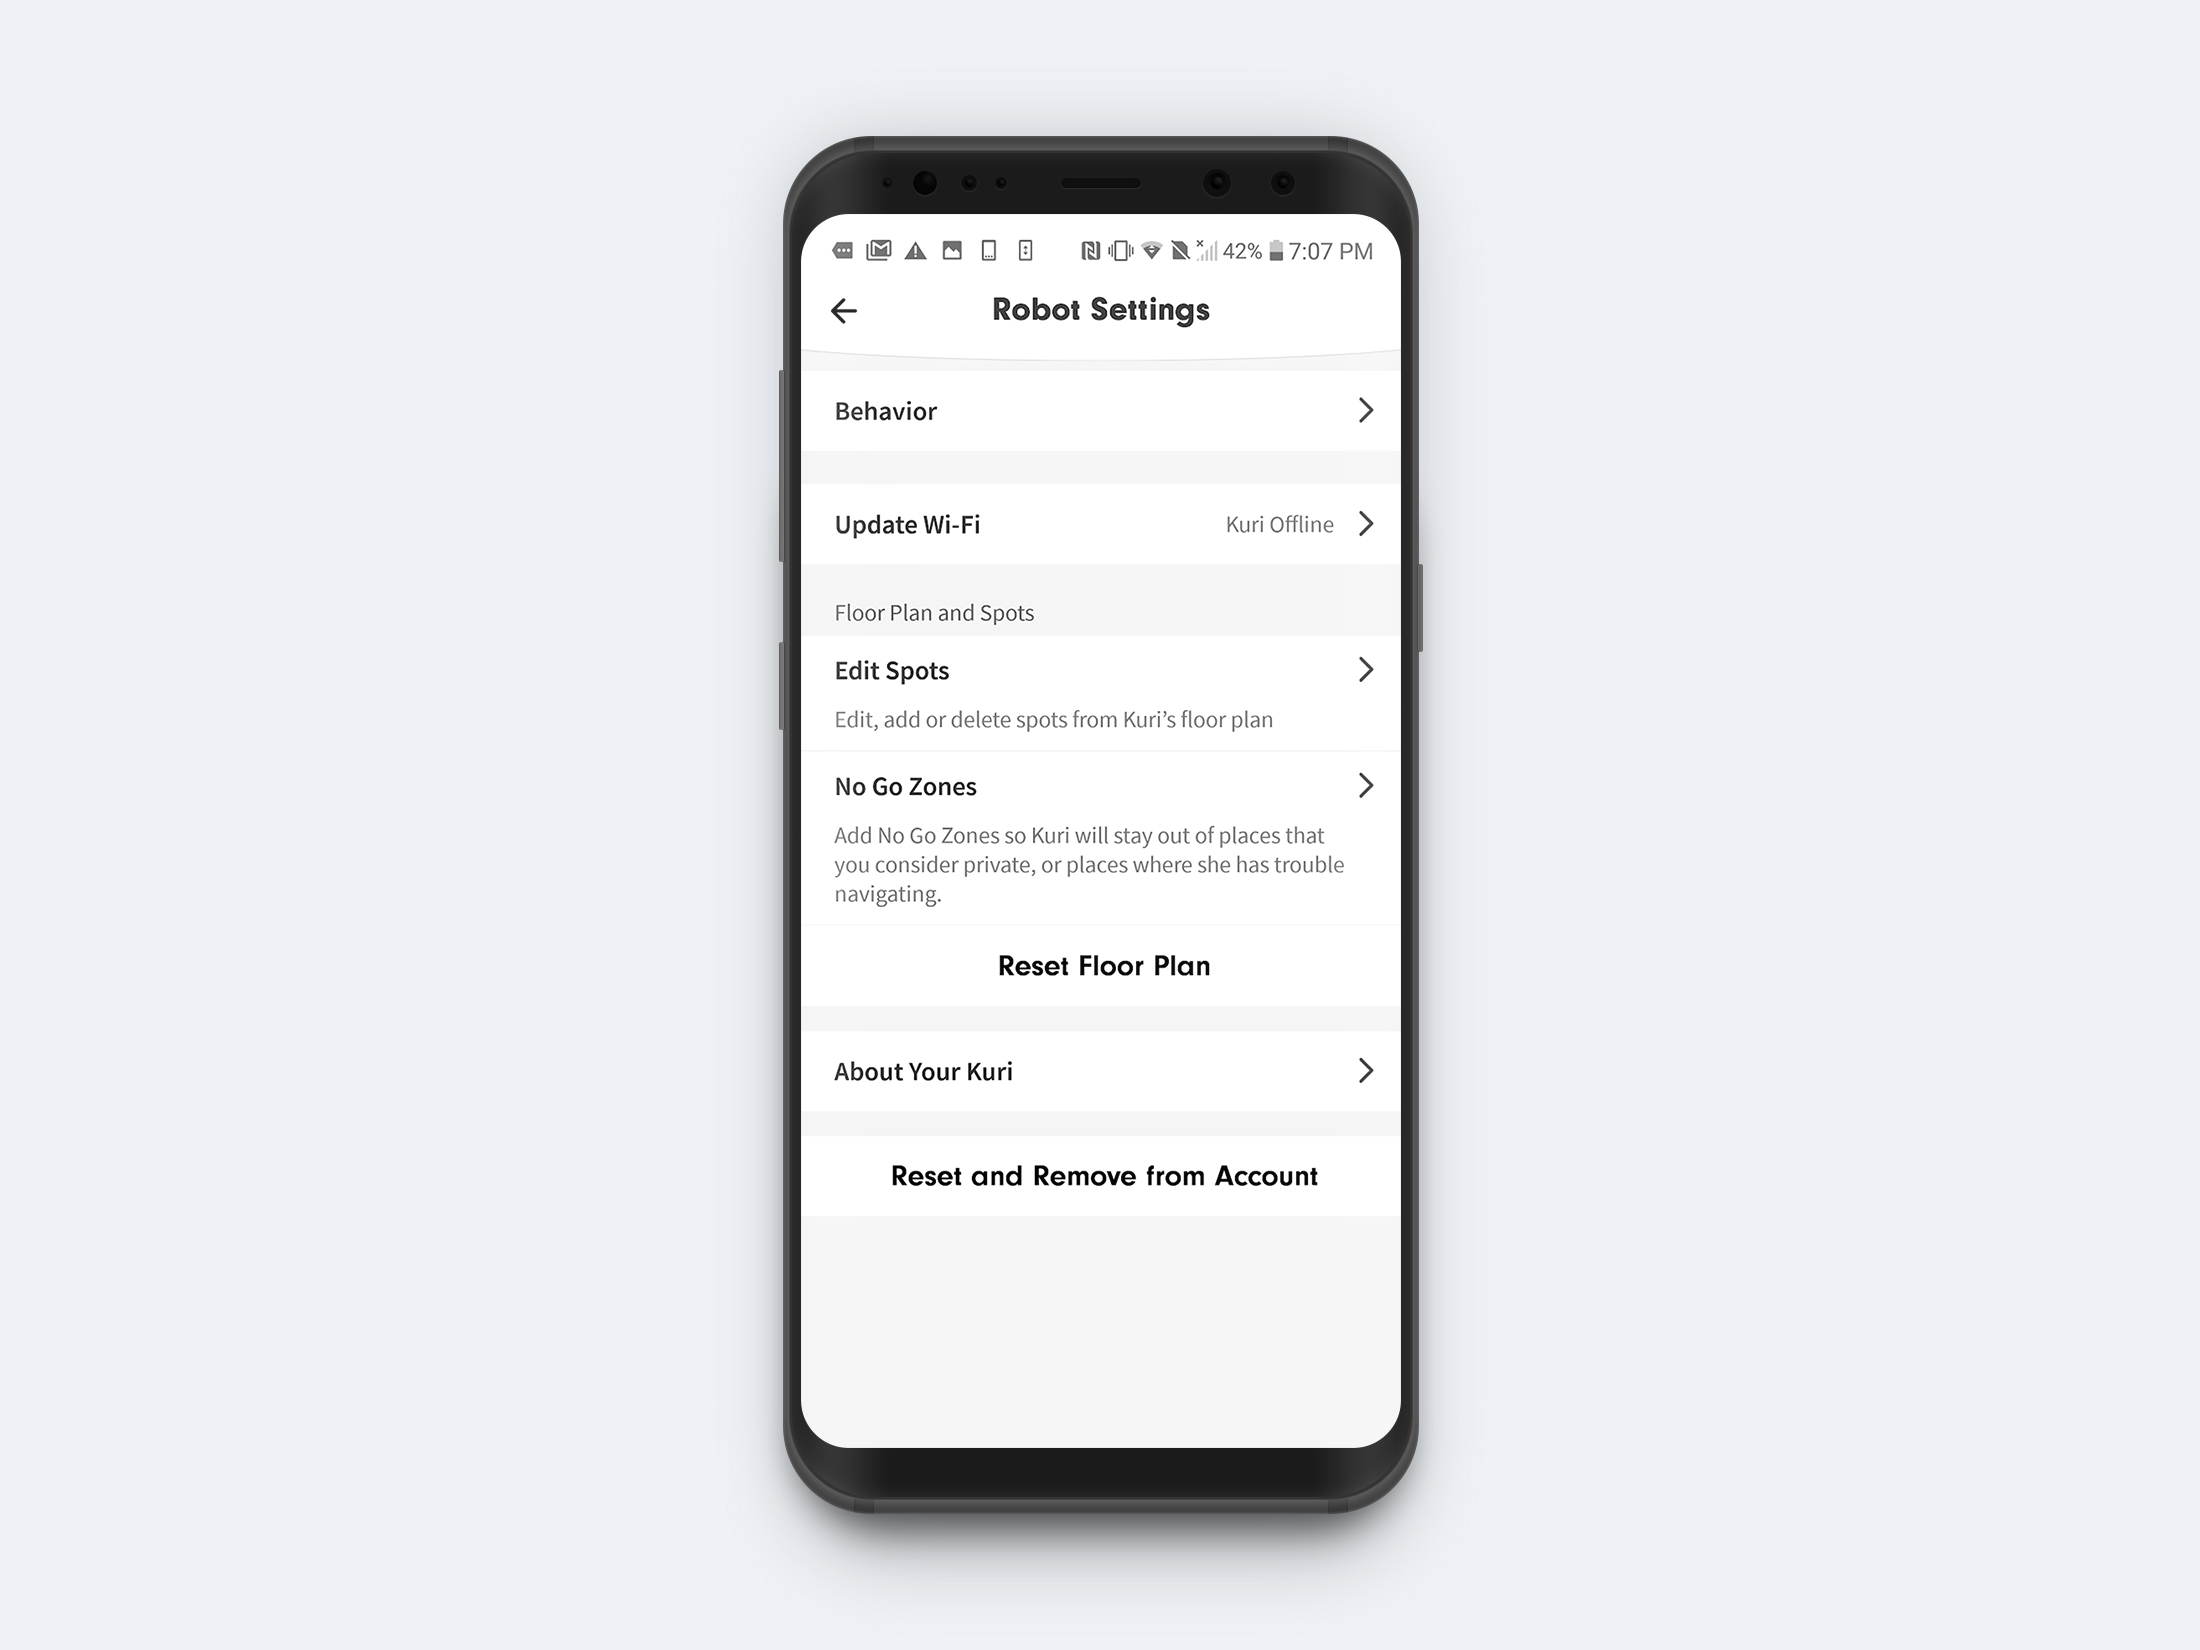 42% 7:07 PM
Robot Settings
Behavior
Update Wi-Fi Kuri Offline
Floor Plan and Spots
Edit Spots
Edit, add or delete spots from Kuri’s floor plan
No Go Zones
Add No Go Zones so Kuri will stay out of places that
you consider private, or places where she has trouble
navigating.
Reset Floor Plan
About Your Kuri
Reset and Remove from Account